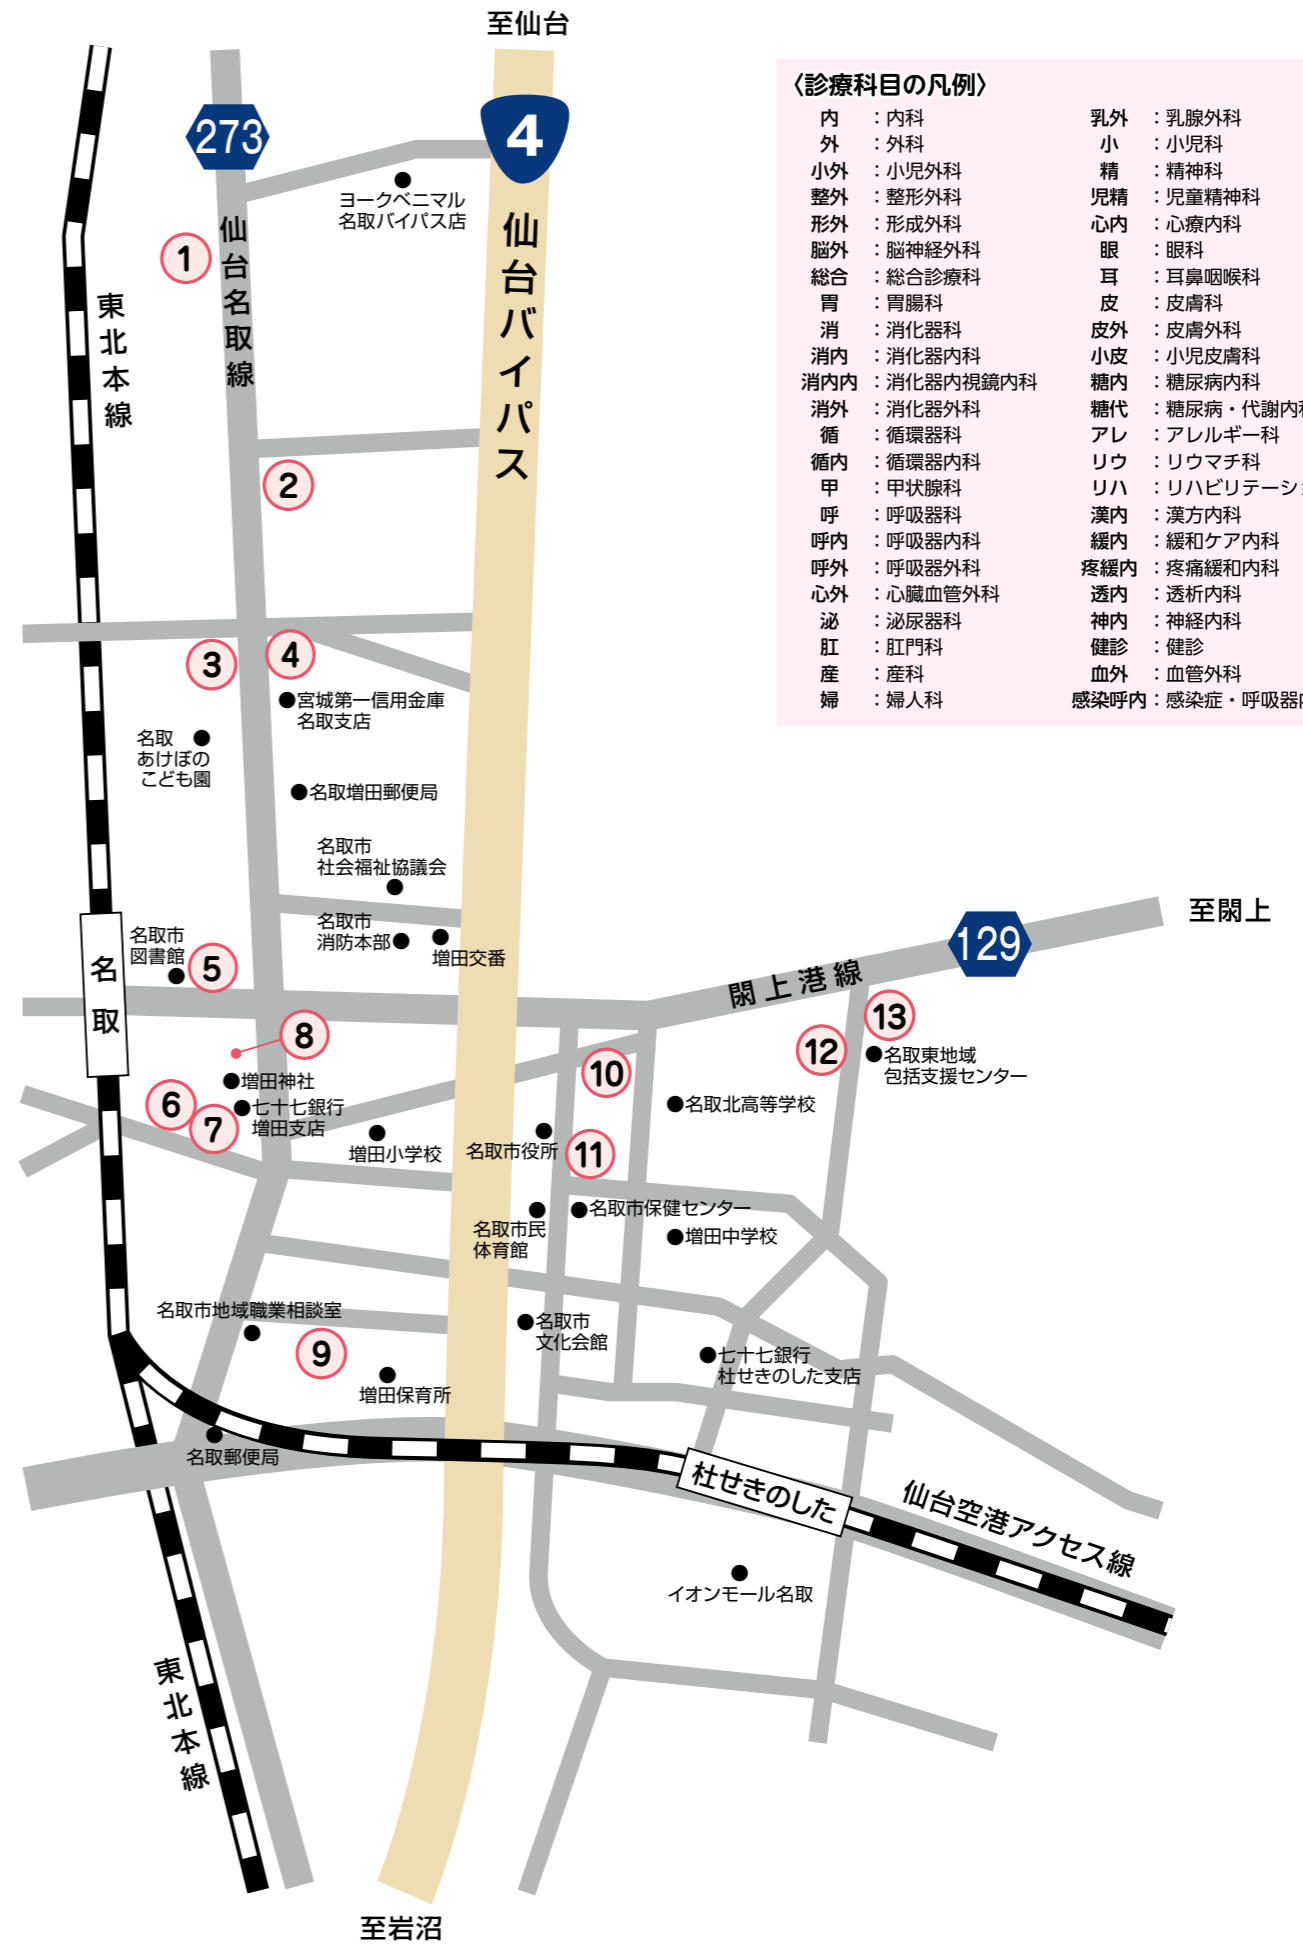 至仙台
273
4
〈診療科目の凡例〉
内：内科
外：外科
小外：小児外科
整外：整形外科
形外：形成外科
脳外：脳神経外科
総合：総合診療科
胃：胃腸科
消：消化器科
消内：消化器内科
消内内：消化器内視鏡内科
消外：消化器外科
循：循環器科
循内：循環器内科
甲：甲状腺科
呼：呼吸器科
呼内：呼吸器内科
呼外：呼吸器外科
心外：心臓血管外科
泌：泌尿器科
肛：肛門科
産：産科
婦：婦人科
乳外：乳腺外科
小：小児科
精：精神科
児精：児童精神科
心内：心療内科
眼：眼科
耳：耳鼻咽喉科
皮：皮膚科
皮外：皮膚外科
小皮：小児皮膚科
糖内：糖尿病内科
糖代：糖尿病・代謝内科
アレ：アレルギー科
リウ：リウマチ科
リハ：リハビリテーショ
漢内：漢方内科
緩内：緩和ケア内科
疼緩内：疼痛緩和内科
透内：透析内科
神内：神経内科
健診：健診
血外：血管外科
感染呼内：感染症・呼吸器内
ヨークベニマル
名取バイパス店
仙台名取線
仙台バイパス
1
東北本線
2
3
4
宮城第一信用金庫
名取支店
名取
あけぼの
こども園
名取増田郵便局
名取市
社会福祉協議会
名取市
消防本部
増田交番
至閖上
129
閖上港線
名取市
図書館
5
名取
8
13
12
名取東地域
包括支援センター
10
増田神社
6
七十七銀行
増田支店
7
名取北高等学校
増田小学校
名取市役所
11
名取市保健センター
名取市民
体育館
増田中学校
名取市地域職業相談室
名取市
文化会館
9
七十七銀行
杜せきのした支店
増田保育所
名取郵便局
杜せきのした
仙台空港アクセス線
イオンモール名取
東北本線
至岩沼